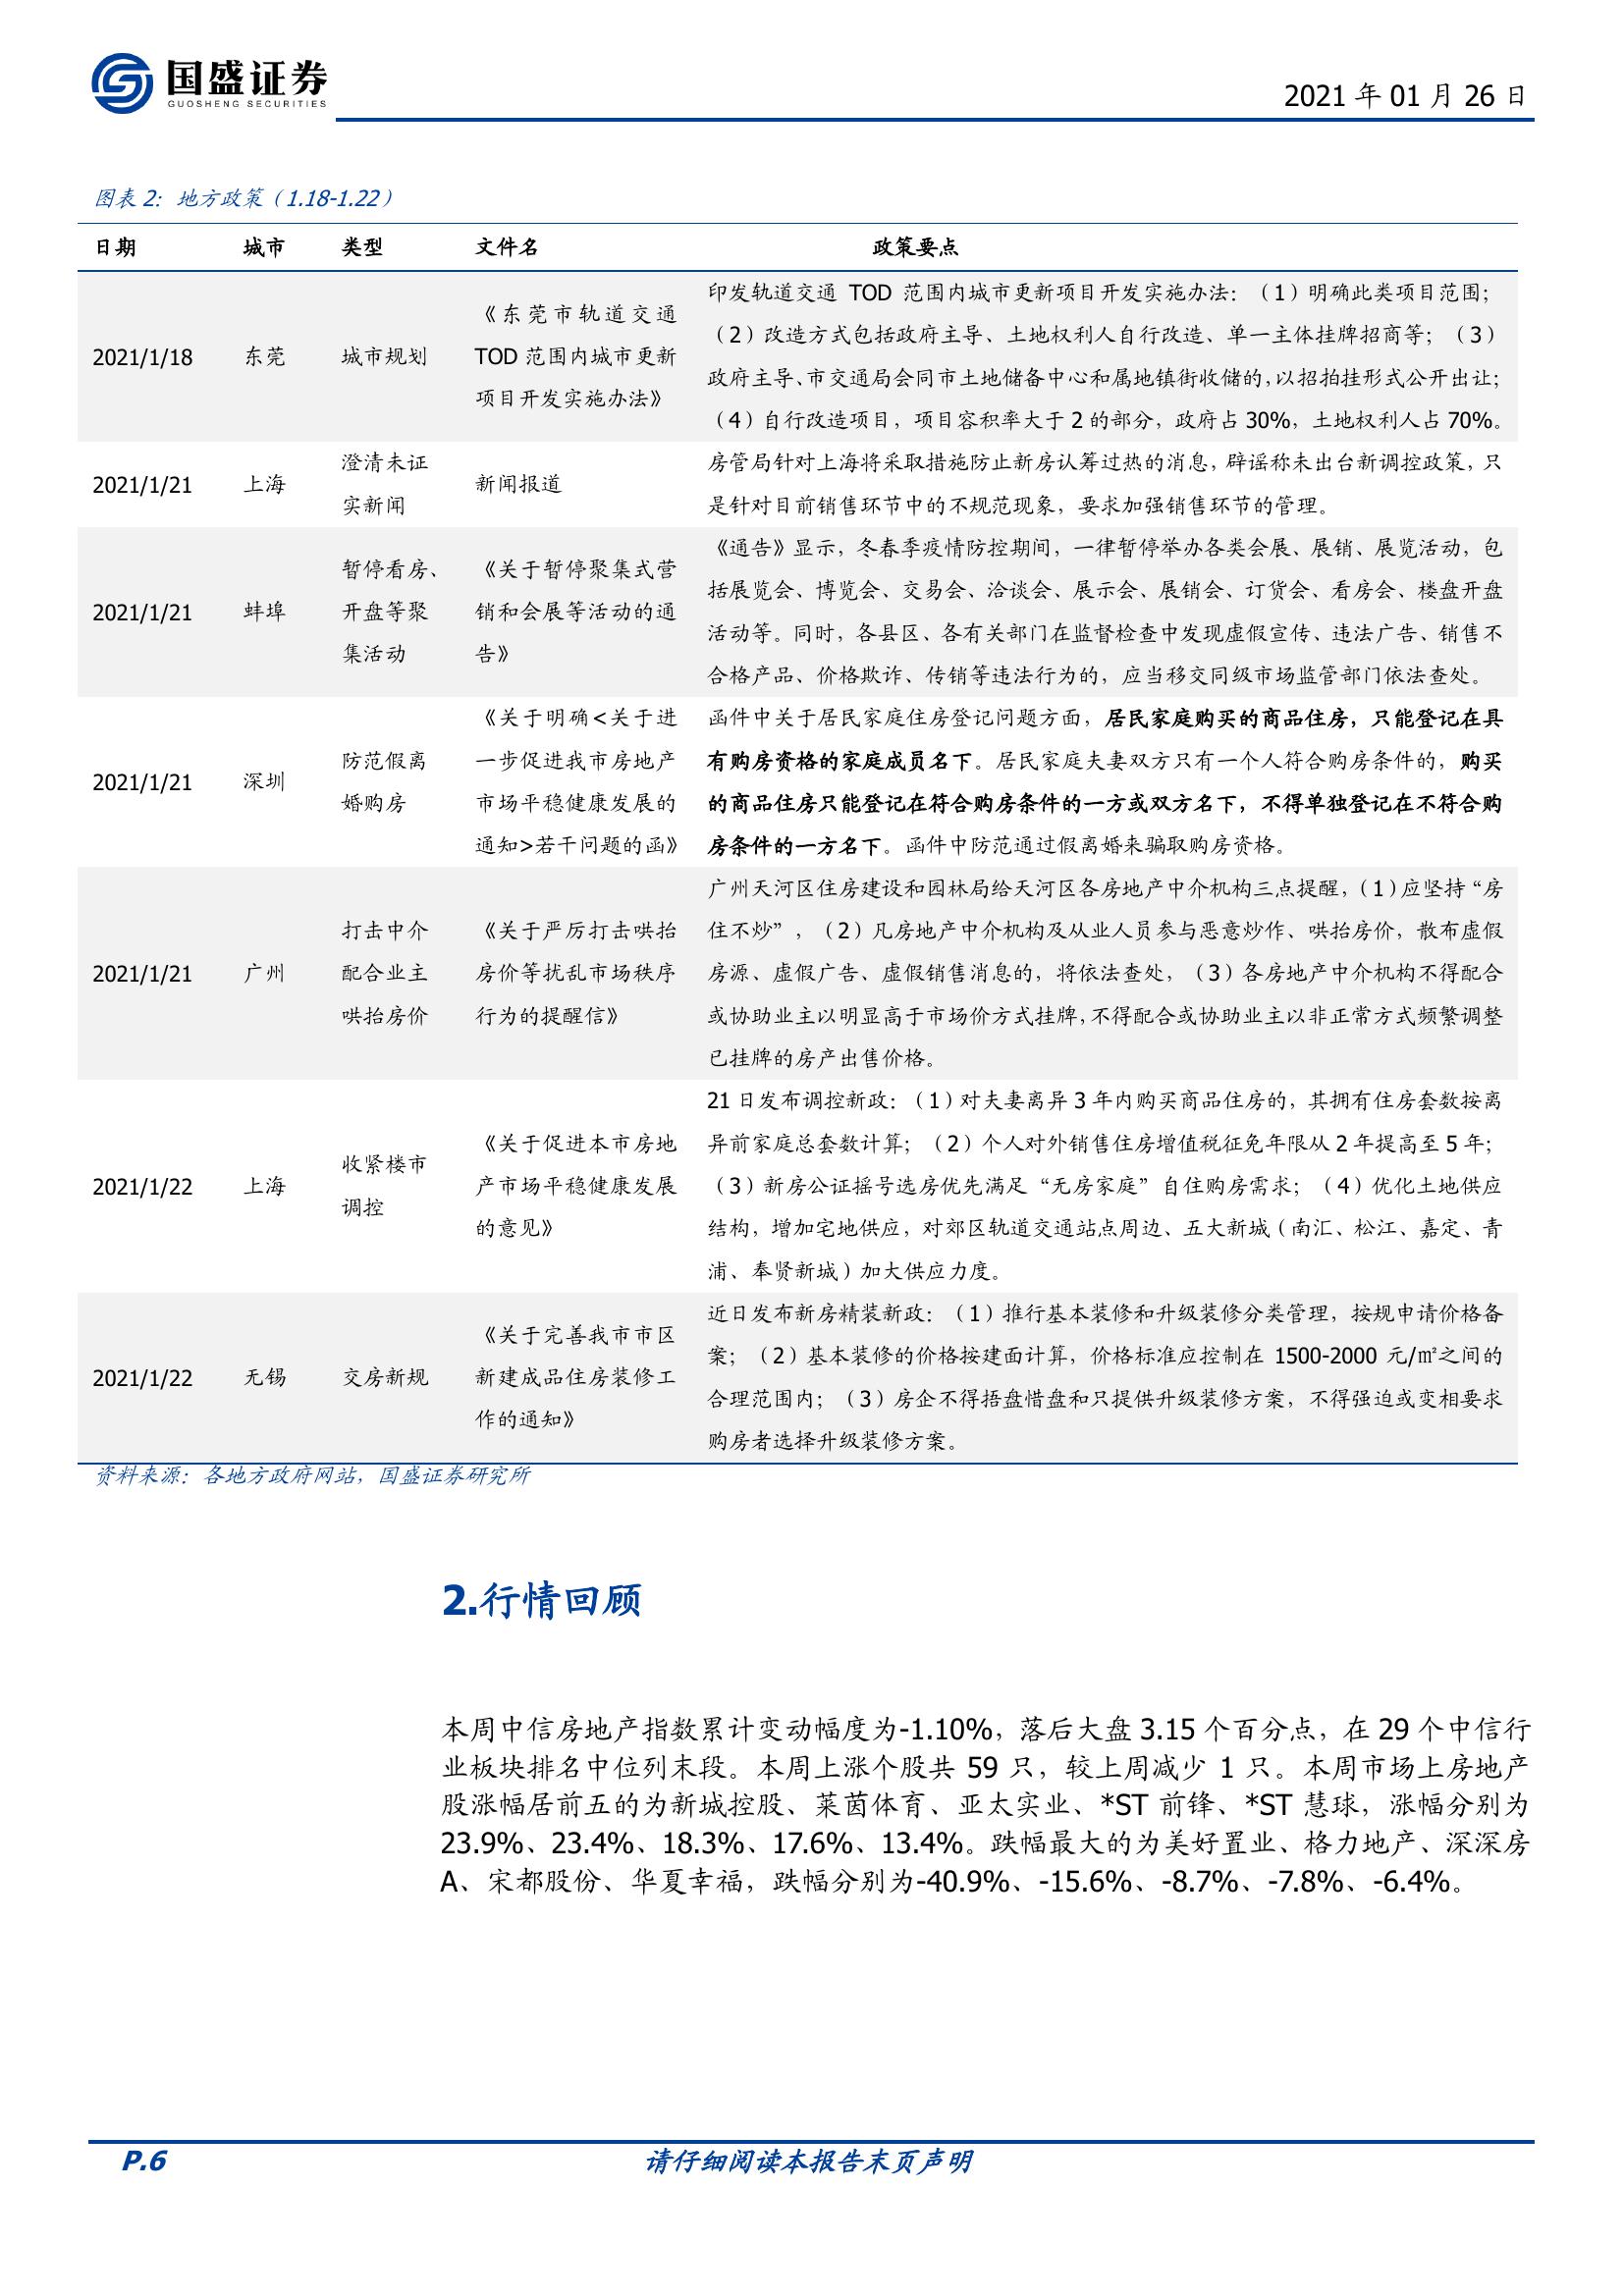 国盛证券
GUOSHENG SECURITIES
2021 年 01 月 26 日
图表 2：地方政策（1.18-1.22）
日期 城市 类型 文件名 政策要点
2021/1/18 东莞 城市规划
《东莞市轨道交通
TOD 范围内城市更新
项目开发实施办法》
印发轨道交通 TOD 范围内城市更新项目开发实施办法：（1）明确此类项目范围；
（2）改造方式包括政府主导、土地权利人自行改造、单一主体挂牌招商等；（3）
政府主导、市交通局会同市土地储备中心和属地镇街收储的，以招拍挂形式公开出让；
（4）自行改造项目，项目容积率大于 2 的部分，政府占 30%，土地权利人占 70%。
2021/1/21 上海
澄清未证
实新闻
新闻报道
房管局针对上海将采取措施防止新房认筹过热的消息，辟谣称未出台新调控政策，只
是针对目前销售环节中的不规范现象，要求加强销售环节的管理。
2021/1/21 蚌埠
暂停看房、
开盘等聚
集活动
《关于暂停聚集式营
销和会展等活动的通
告》
《通告》显示，冬春季疫情防控期间，一律暂停举办各类会展、展销、展览活动，包
括展览会、博览会、交易会、洽谈会、展示会、展销会、订货会、看房会、楼盘开盘
活动等。同时，各县区、各有关部门在监督检查中发现虚假宣传、违法广告、销售不
合格产品、价格欺诈、传销等违法行为的，应当移交同级市场监管部门依法查处。
2021/1/21 深圳
防范假离
婚购房
《关于明确<关于进
一步促进我市房地产
市场平稳健康发展的
通知>若干问题的函》
函件中关于居民家庭住房登记问题方面，居民家庭购买的商品住房，只能登记在具
有购房资格的家庭成员名下。居民家庭夫妻双方只有一个人符合购房条件的，购买
的商品住房只能登记在符合购房条件的一方或双方名下，不得单独登记在不符合购
房条件的一方名下。函件中防范通过假离婚来骗取购房资格。
2021/1/21 广州
打击中介
配合业主
哄抬房价
《关于严厉打击哄抬
房价等扰乱市场秩序
行为的提醒信》
广州天河区住房建设和园林局给天河区各房地产中介机构三点提醒，（1）应坚持“房
住不炒”，（2）凡房地产中介机构及从业人员参与恶意炒作、哄抬房价，散布虚假
房源、虚假广告、虚假销售消息的，将依法查处，（3）各房地产中介机构不得配合
或协助业主以明显高于市场价方式挂牌，不得配合或协助业主以非正常方式频繁调整
已挂牌的房产出售价格。
2021/1/22 上海
收紧楼市
调控
《关于促进本市房地
产市场平稳健康发展
的意见》
21 日发布调控新政：（1）对夫妻离异 3 年内购买商品住房的，其拥有住房套数按离
异前家庭总套数计算；（2）个人对外销售住房增值税征免年限从 2 年提高至 5 年；
（3）新房公证摇号选房优先满足“无房家庭”自住购房需求；（4）优化土地供应
结构，增加宅地供应，对郊区轨道交通站点周边、五大新城（南汇、松江、嘉定、青
浦、奉贤新城）加大供应力度。
2021/1/22 无锡 交房新规
《关于完善我市市区
新建成品住房装修工
作的通知》
近日发布新房精装新政：（1）推行基本装修和升级装修分类管理，按规申请价格备
案；（2）基本装修的价格按建面计算，价格标准应控制在 1500-2000 元/㎡之间的
合理范围内；（3）房企不得捂盘惜盘和只提供升级装修方案，不得强迫或变相要求
购房者选择升级装修方案。
资料来源：各地方政府网站，国盛证券研究所
2.行情回顾
本周中信房地产指数累计变动幅度为-1.10%，落后大盘 3.15 个百分点，在 29 个中信行
业板块排名中位列末段。本周上涨个股共 59 只，较上周减少 1 只。本周市场上房地产
股涨幅居前五的为新城控股、莱茵体育、亚太实业、*ST 前锋、*ST 慧球，涨幅分别为
23.9%、23.4%、18.3%、17.6%、13.4%。跌幅最大的为美好置业、格力地产、深深房
A、宋都股份、华夏幸福，跌幅分别为-40.9%、-15.6%、-8.7%、-7.8%、-6.4%。
P.6
请仔细阅读本报告末页声明